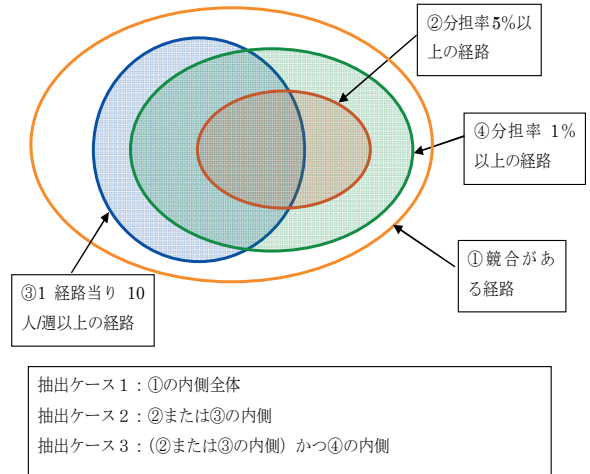 ②分担率5%以
上の経路
④分担率 1%
以上の経路
①競合があ
る経路
③1 経路当り 10
人/週以上の経路
抽出ケース1：①の内側全体
抽出ケース2：②または③の内側
抽出ケース3：(②または③の内側) かつ④の内側